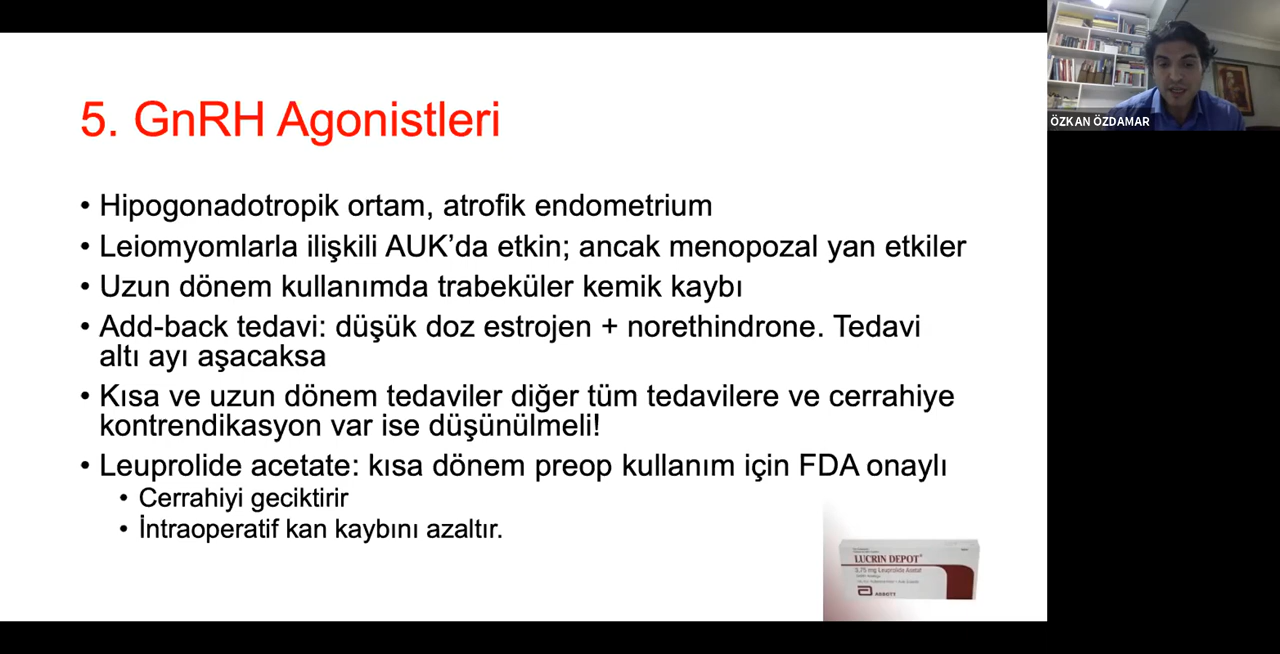 5. GnRH Agonistleri
• Hipogonadotropik ortam, atrofik endometrium
• Leiomyomlarla ilişkili AUK’da etkin; ancak menopozal yan etkiler
• Uzun dönem kullanımda trabeküler kemik kaybı
• Add-back tedavi: düşük doz estrojen + norethindrone. Tedavi
altı ayı aşacaksa
• Kısa ve uzun dönem tedaviler diğer tüm tedavilere ve cerrahiye
kontrendikasyon var ise düşünülmeli!
• Leuprolide acetate: kısa dönem preop kullanım için FDA onaylı
• Cerrahiyi geciktirir
• İntraoperatif kan kaybını azaltır.
LUCRIN DEPOT
3.75 mg Leuprolide Asetat
ABBOTT
ÖZKAN ÖZDAMAR